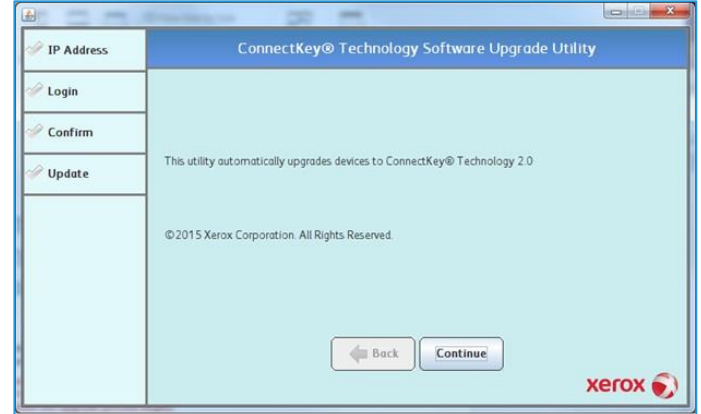 ConnectKey® Technology Software Upgrade Utility
IP Address
Login
Confirm
Update
This utility automatically upgrades devices to ConnectKey® Technology 2.0
©2015 Xerox Corporation. All Rights Reserved.
Back
Continue
xerox